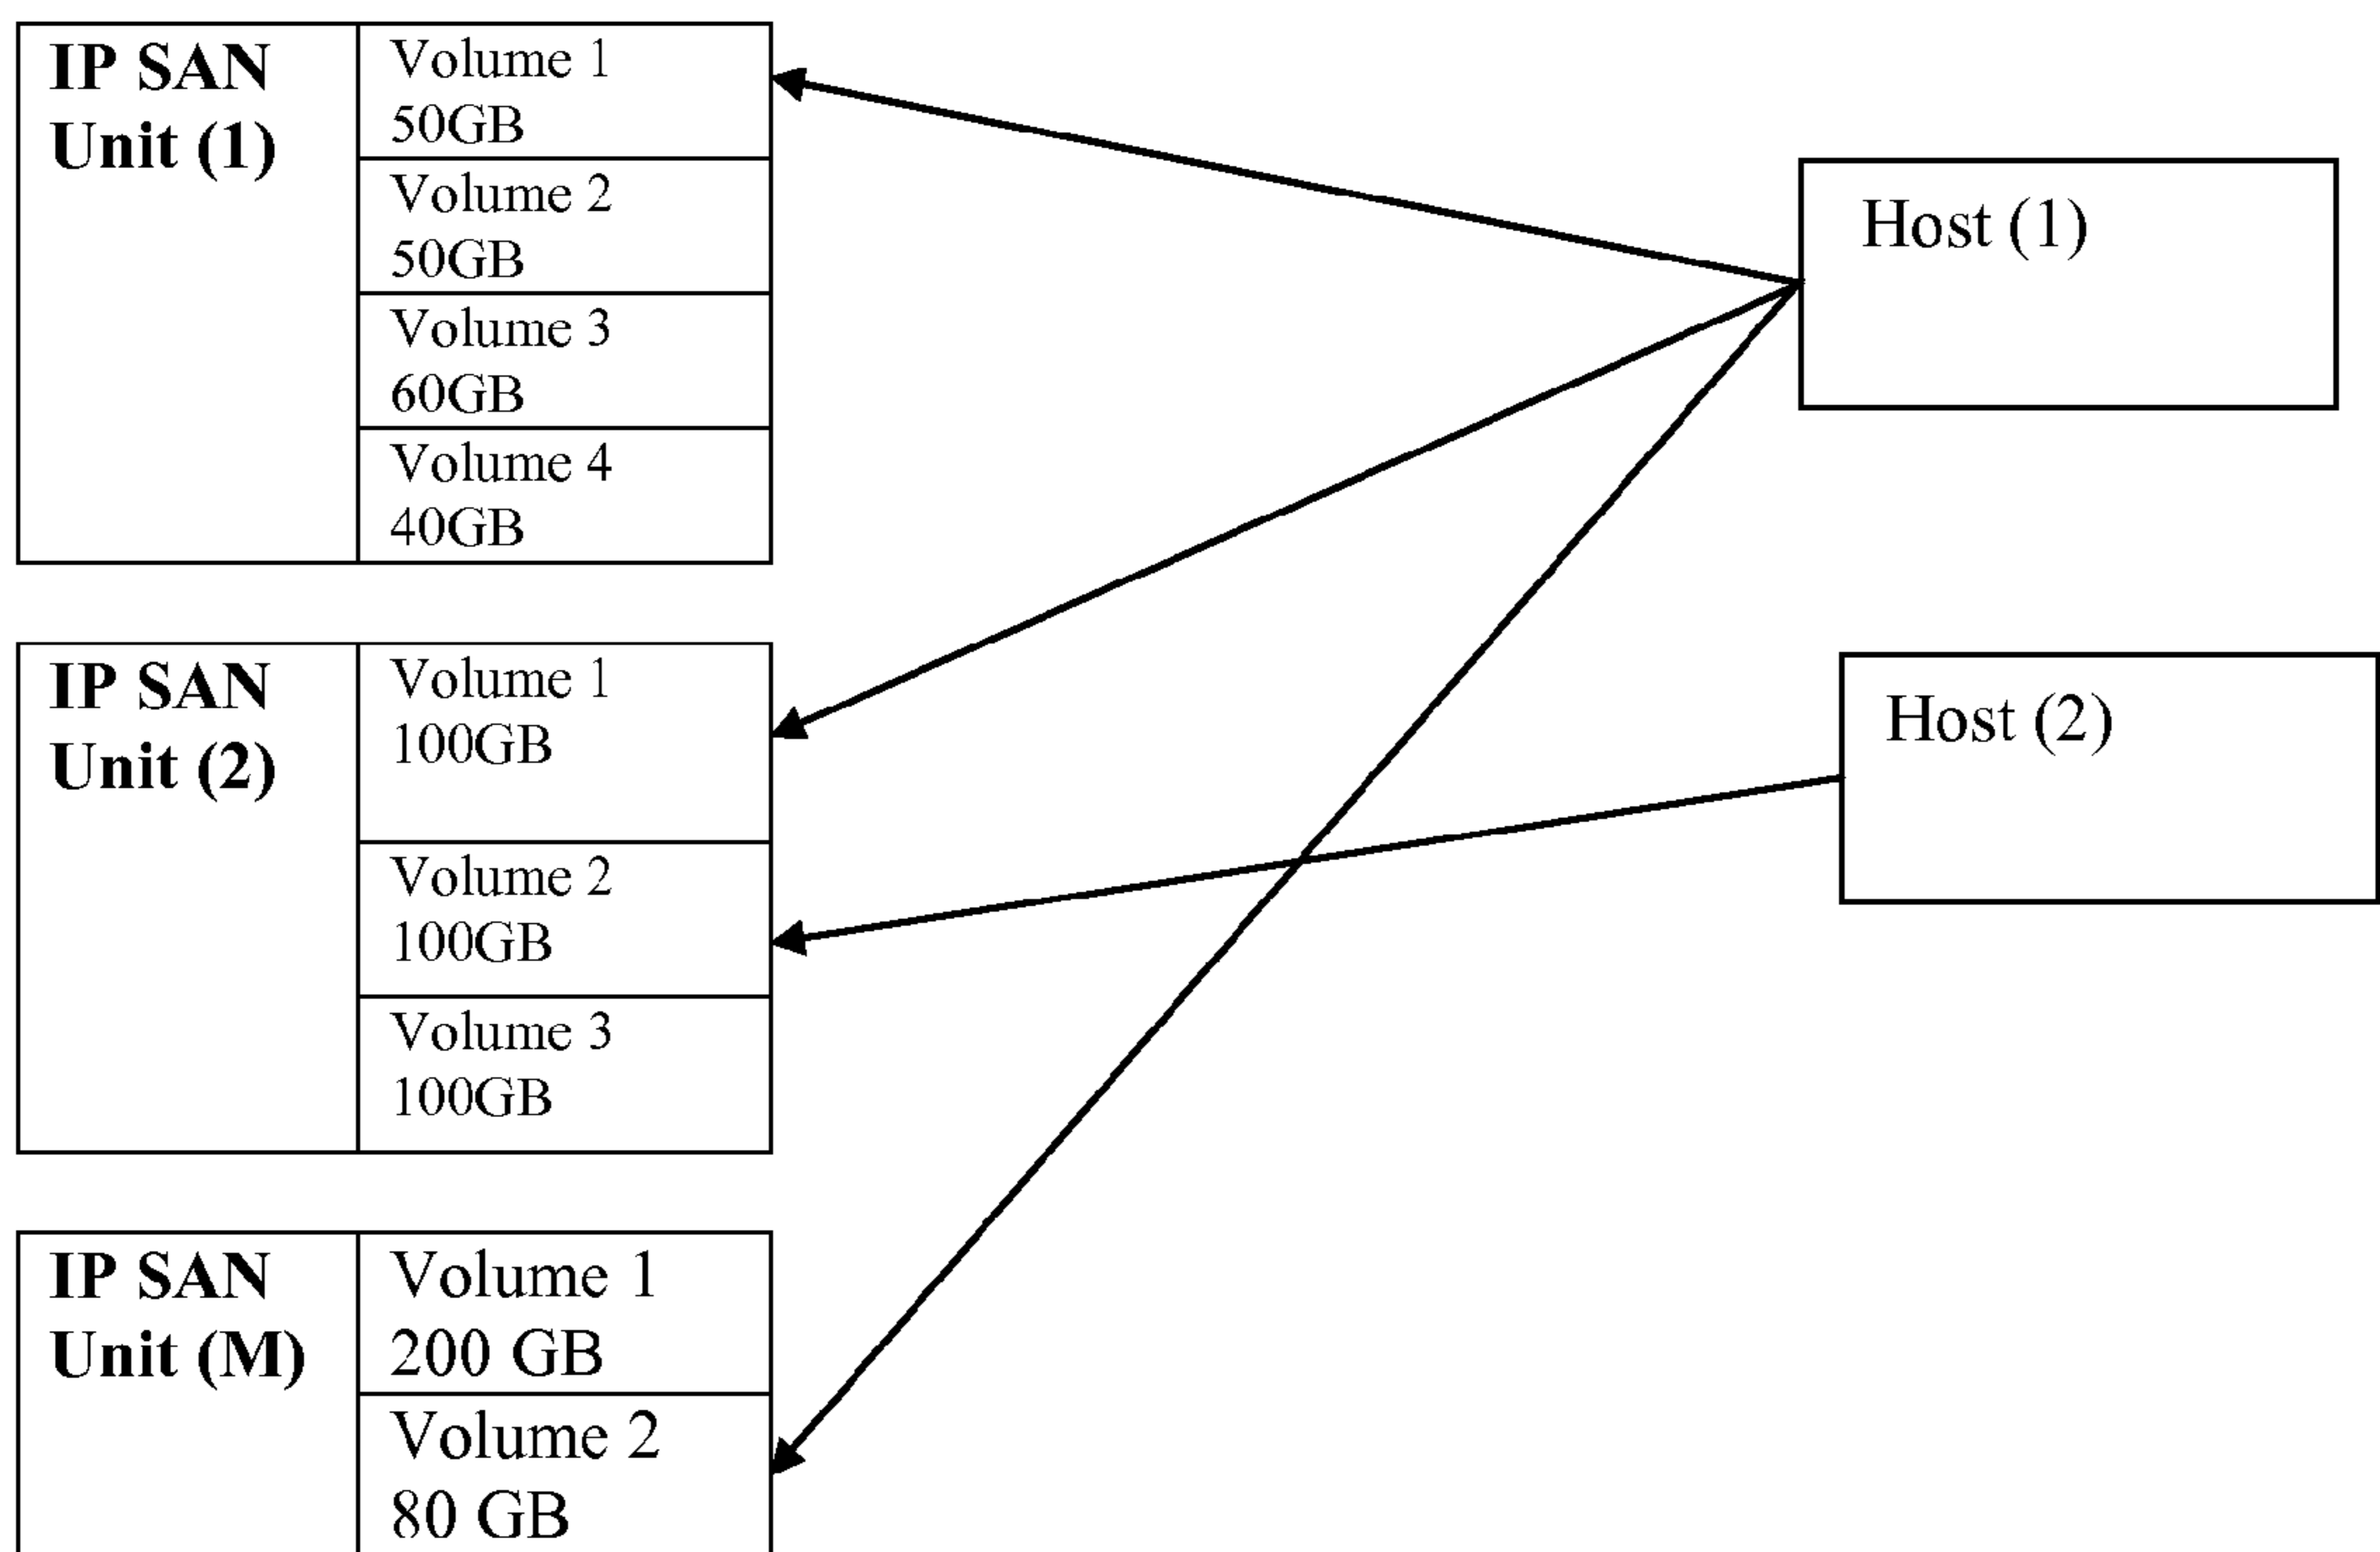 IP SAN
Unit (1)
Volume 1
50GB
Volume 2
50GB
Volume 3
60GB
Volume 4
40GB
Host (1)
IP SAN
Unit (2)
Volume 1
100GB
Volume 2
100GB
Volume 3
100GB
Host (2)
IP SAN
Unit (M)
Volume 1
200 GB
Volume 2
80 GB